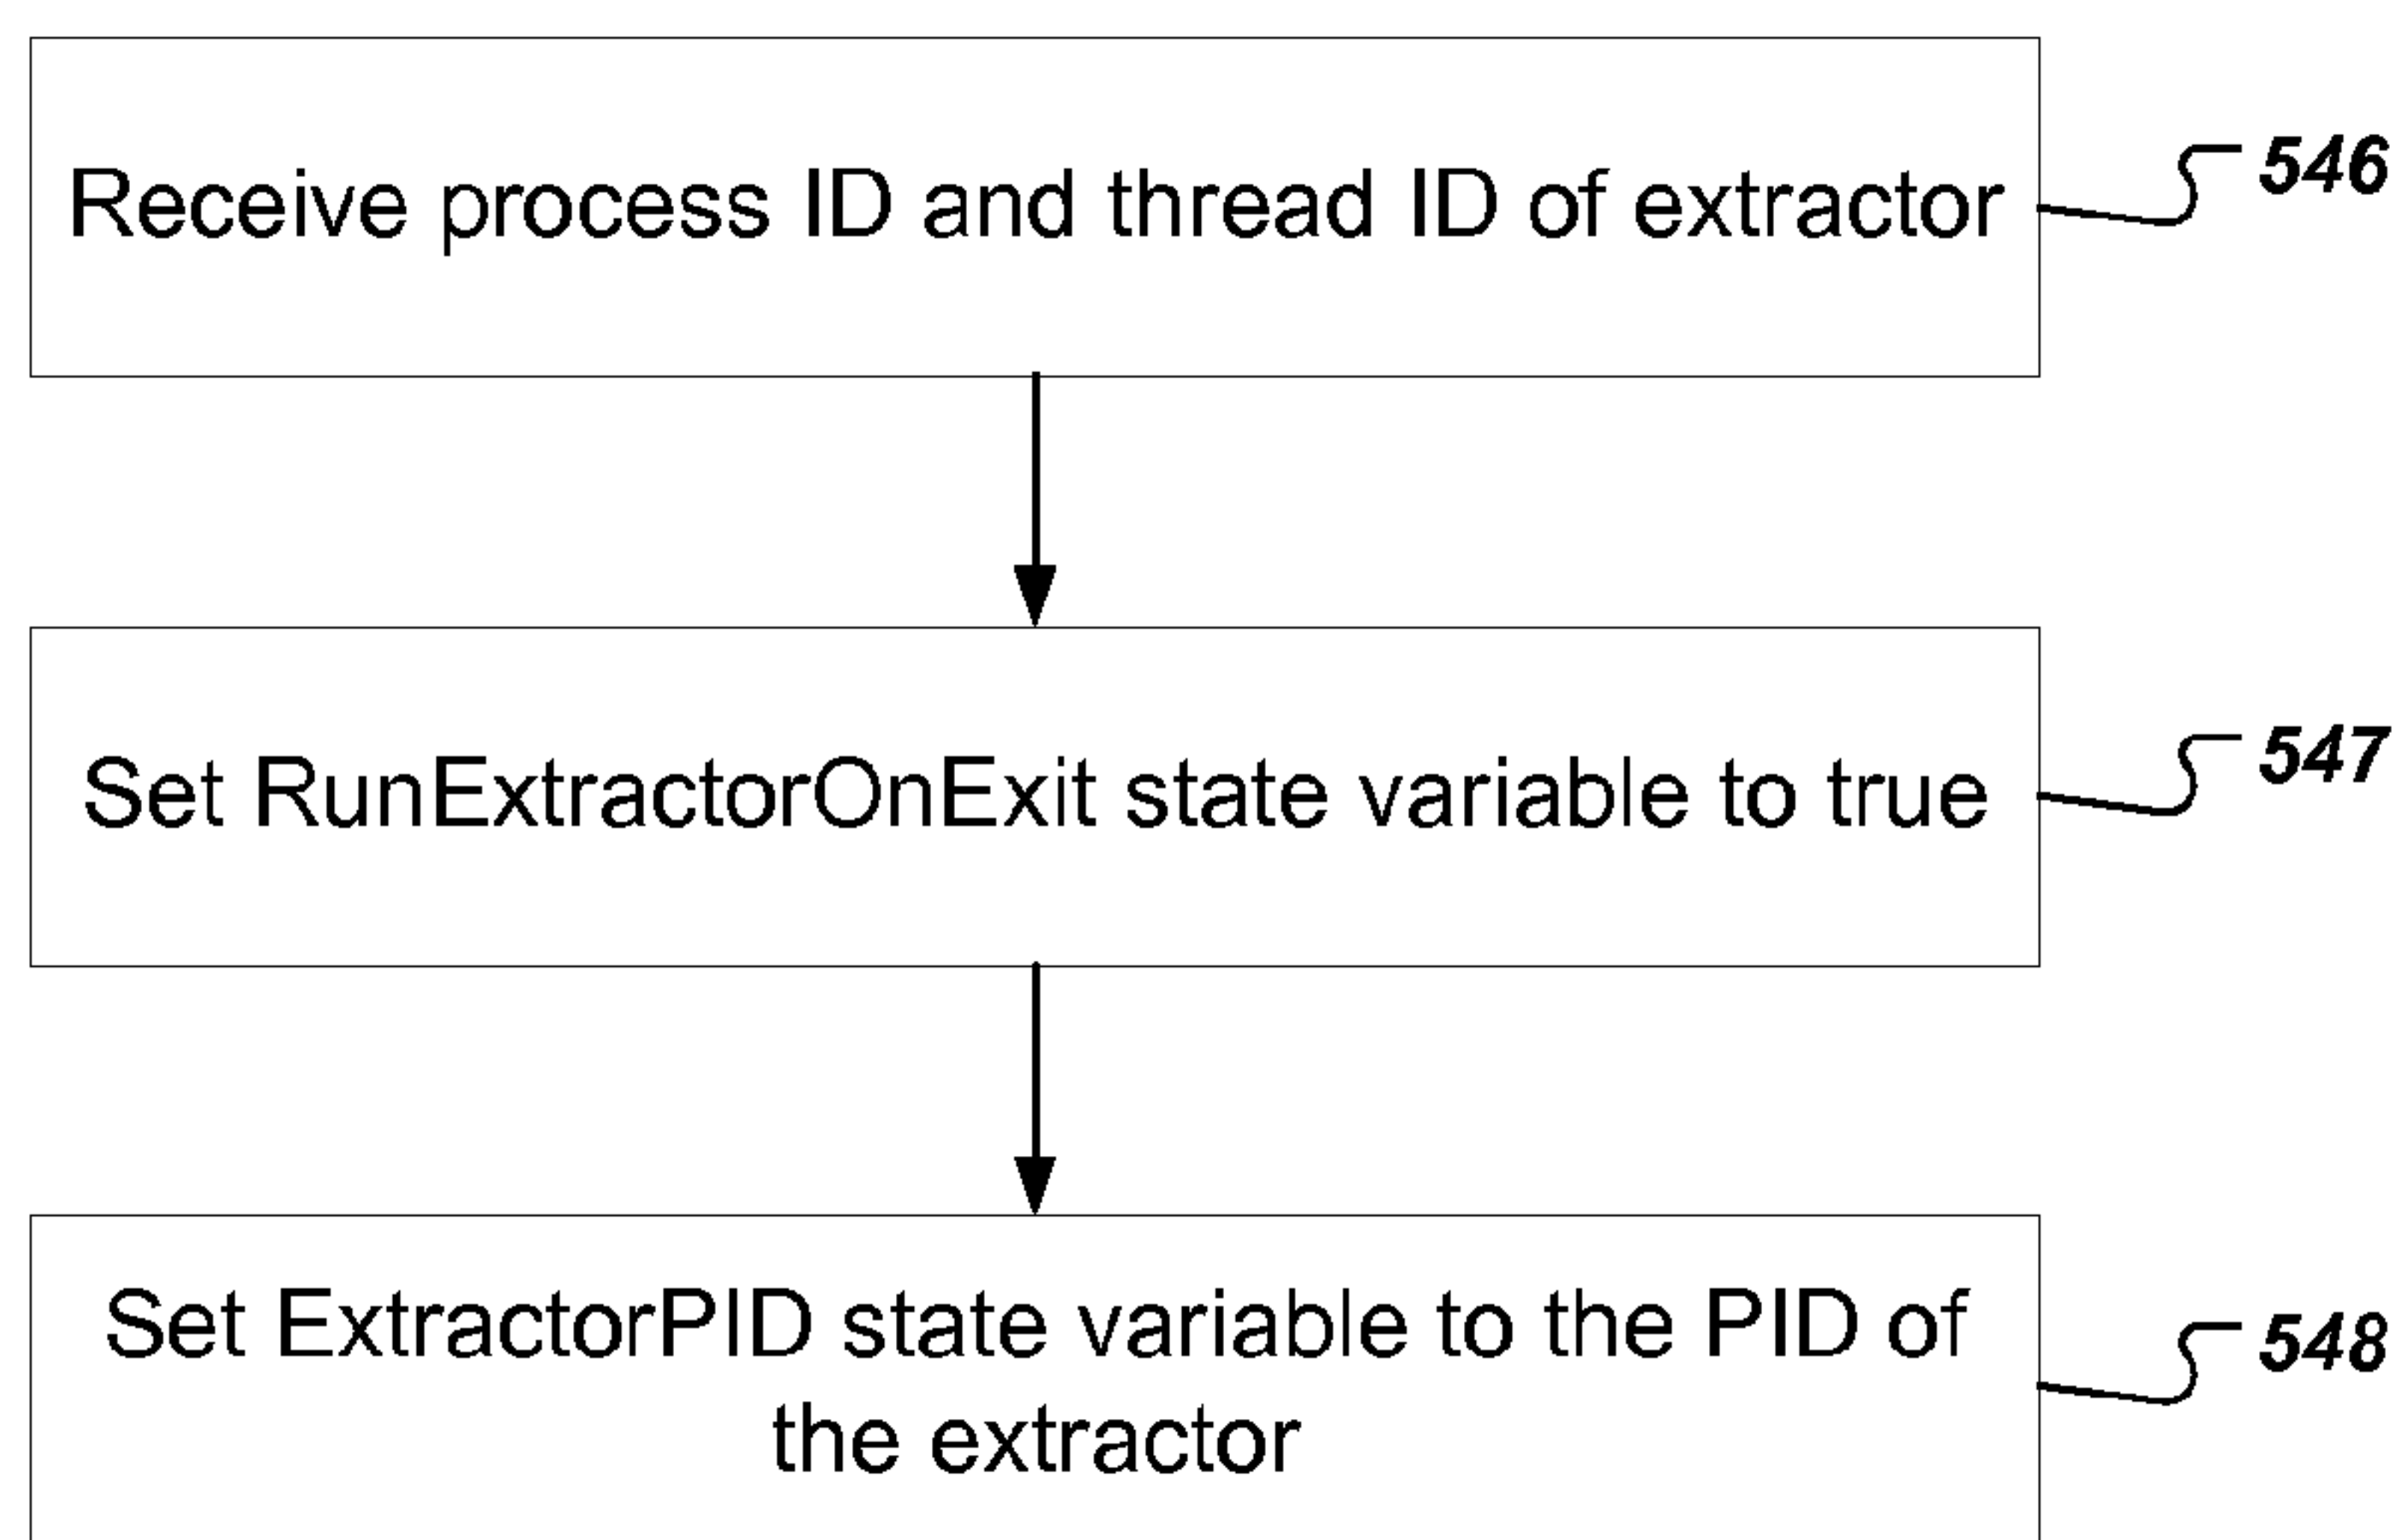 Receive process ID and thread ID of extractor
546
Set RunExtractorOnExit state variable to true
547
Set ExtractorPID state variable to the PID of
the extractor
548